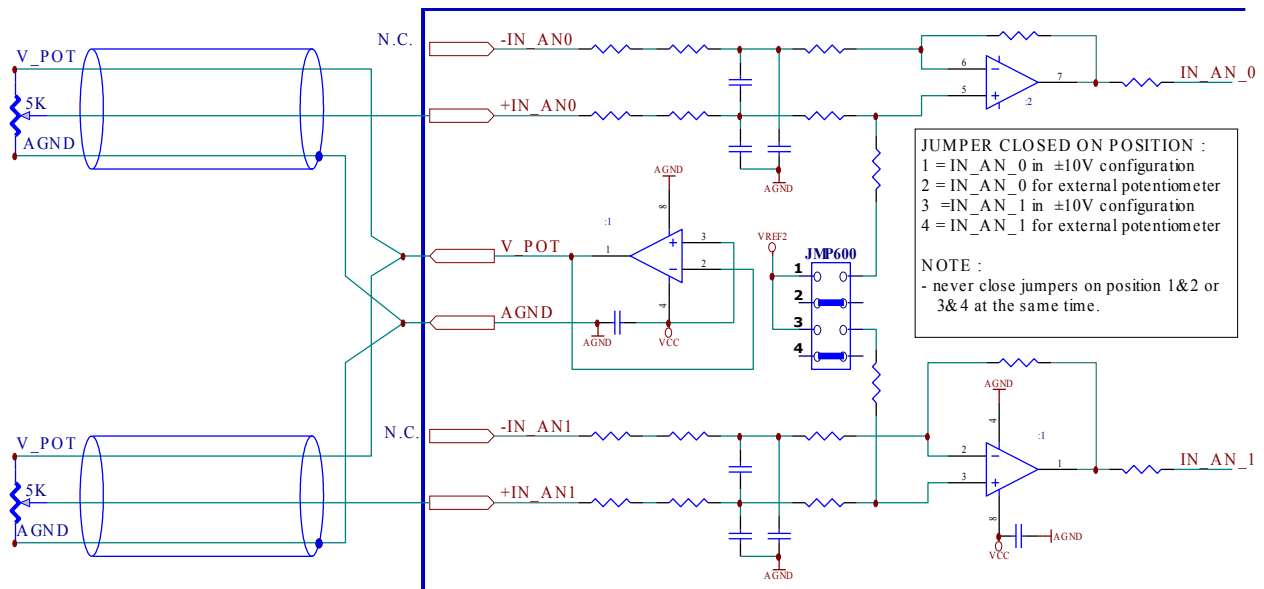 N.C.
-IN_AN0
V_POT
5K
AGND
+IN_AN0
6
5
7
:2
IN_AN_0
AGND
JUMPER CLOSED ON POSITION :
1 = IN_AN_0 in ±10V configuration
2 = IN_AN_0 for external potentiometer
3 =IN_AN_1 in ±10V configuration
4 = IN_AN_1 for external potentiometer
NOTE :
- never close jumpers on position 1&2 or
3&4 at the same time.
AGND
8
:1
V_POT
1
3
2
4
VREF2
JMP600
1
2
3
4
AGND
AGND
VCC
N.C.
-IN_AN1
V_POT
5K
AGND
+IN_AN1
AGND
4
:1
2
3
1
8
IN_AN_1
VCC
AGND
AGND